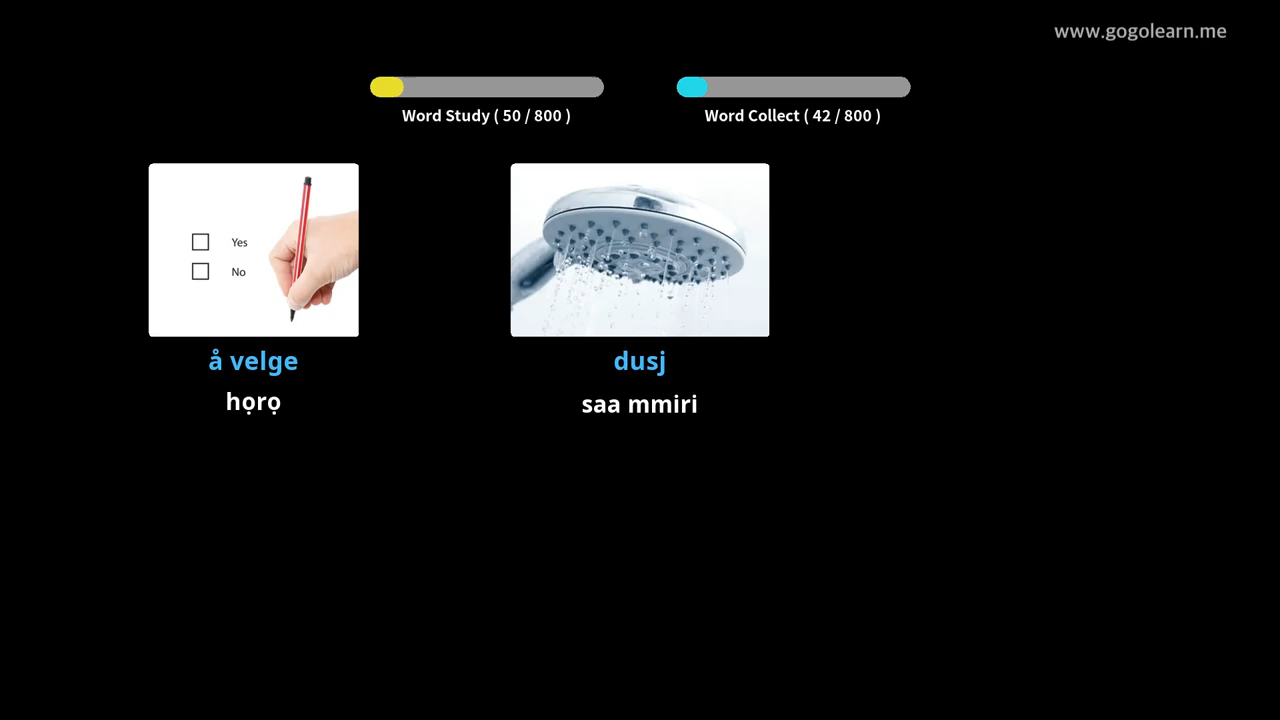 www.gogolearn.me
Word Study ( 50 / 800 )
Word Collect ( 42 / 800 )
Yes
No
å velge
họrọ
dusj
saa mmiri